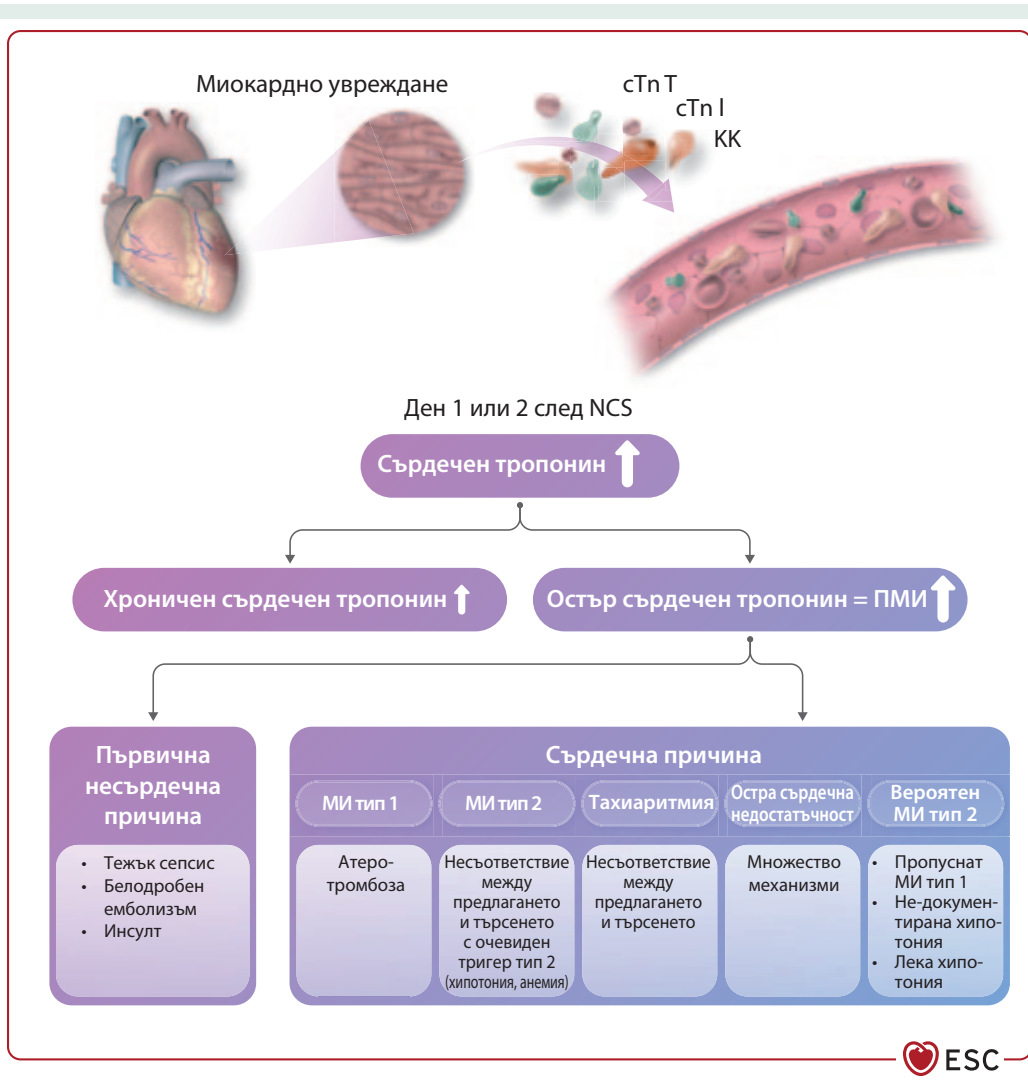 Миокардно увреждане
cTn T
cTn I
KK
Ден 1 или 2 след NCS
Сърдечен тропонин
Хроничен сърдечен тропонин
Остър сърдечен тропонин = ПМИ
Първична
несърдечна
причина
• Тежък сепсис
• Белодробен
емболизъм
• Инсулт
Сърдечна причина
МИ тип 1
Атеро-
тромбоза
МИ тип 2
Несъответствие
между
предлагането
и търсенето
с очевиден
тригер тип 2
(хипотония, анемия)
Тахиаритмия
Несъответствие
между
предлагането
и търсенето
Остра сърдечна
недостатъчност
Множество
механизми
Вероятен
МИ тип 2
• Пропуснат
МИ тип 1
• Не-докумен-
тирана хипо-
тония
• Лека хипо-
тония
ESC